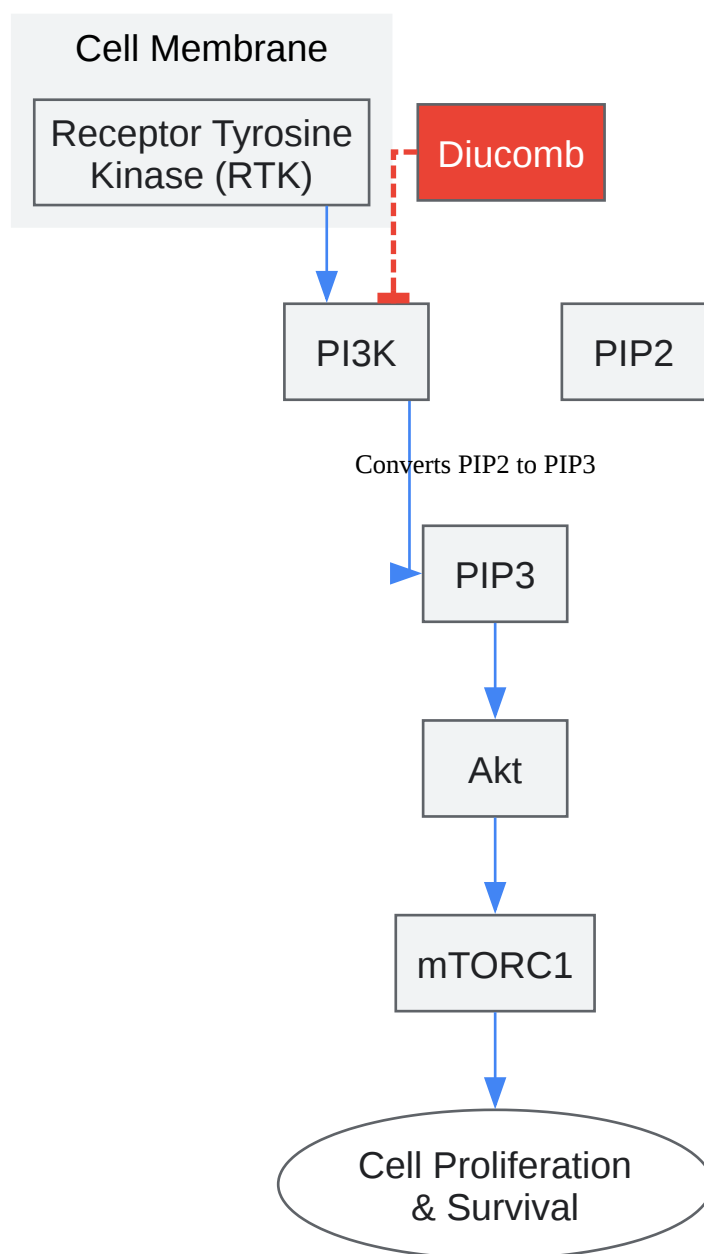 Cell Membrane
Receptor Tyrosine
Kinase (RTK)
Diucomb
PI3K
PIP2
Converts PIP2 to PIP3
PIP3
Akt
mTORC1
Cell Proliferation
& Survival